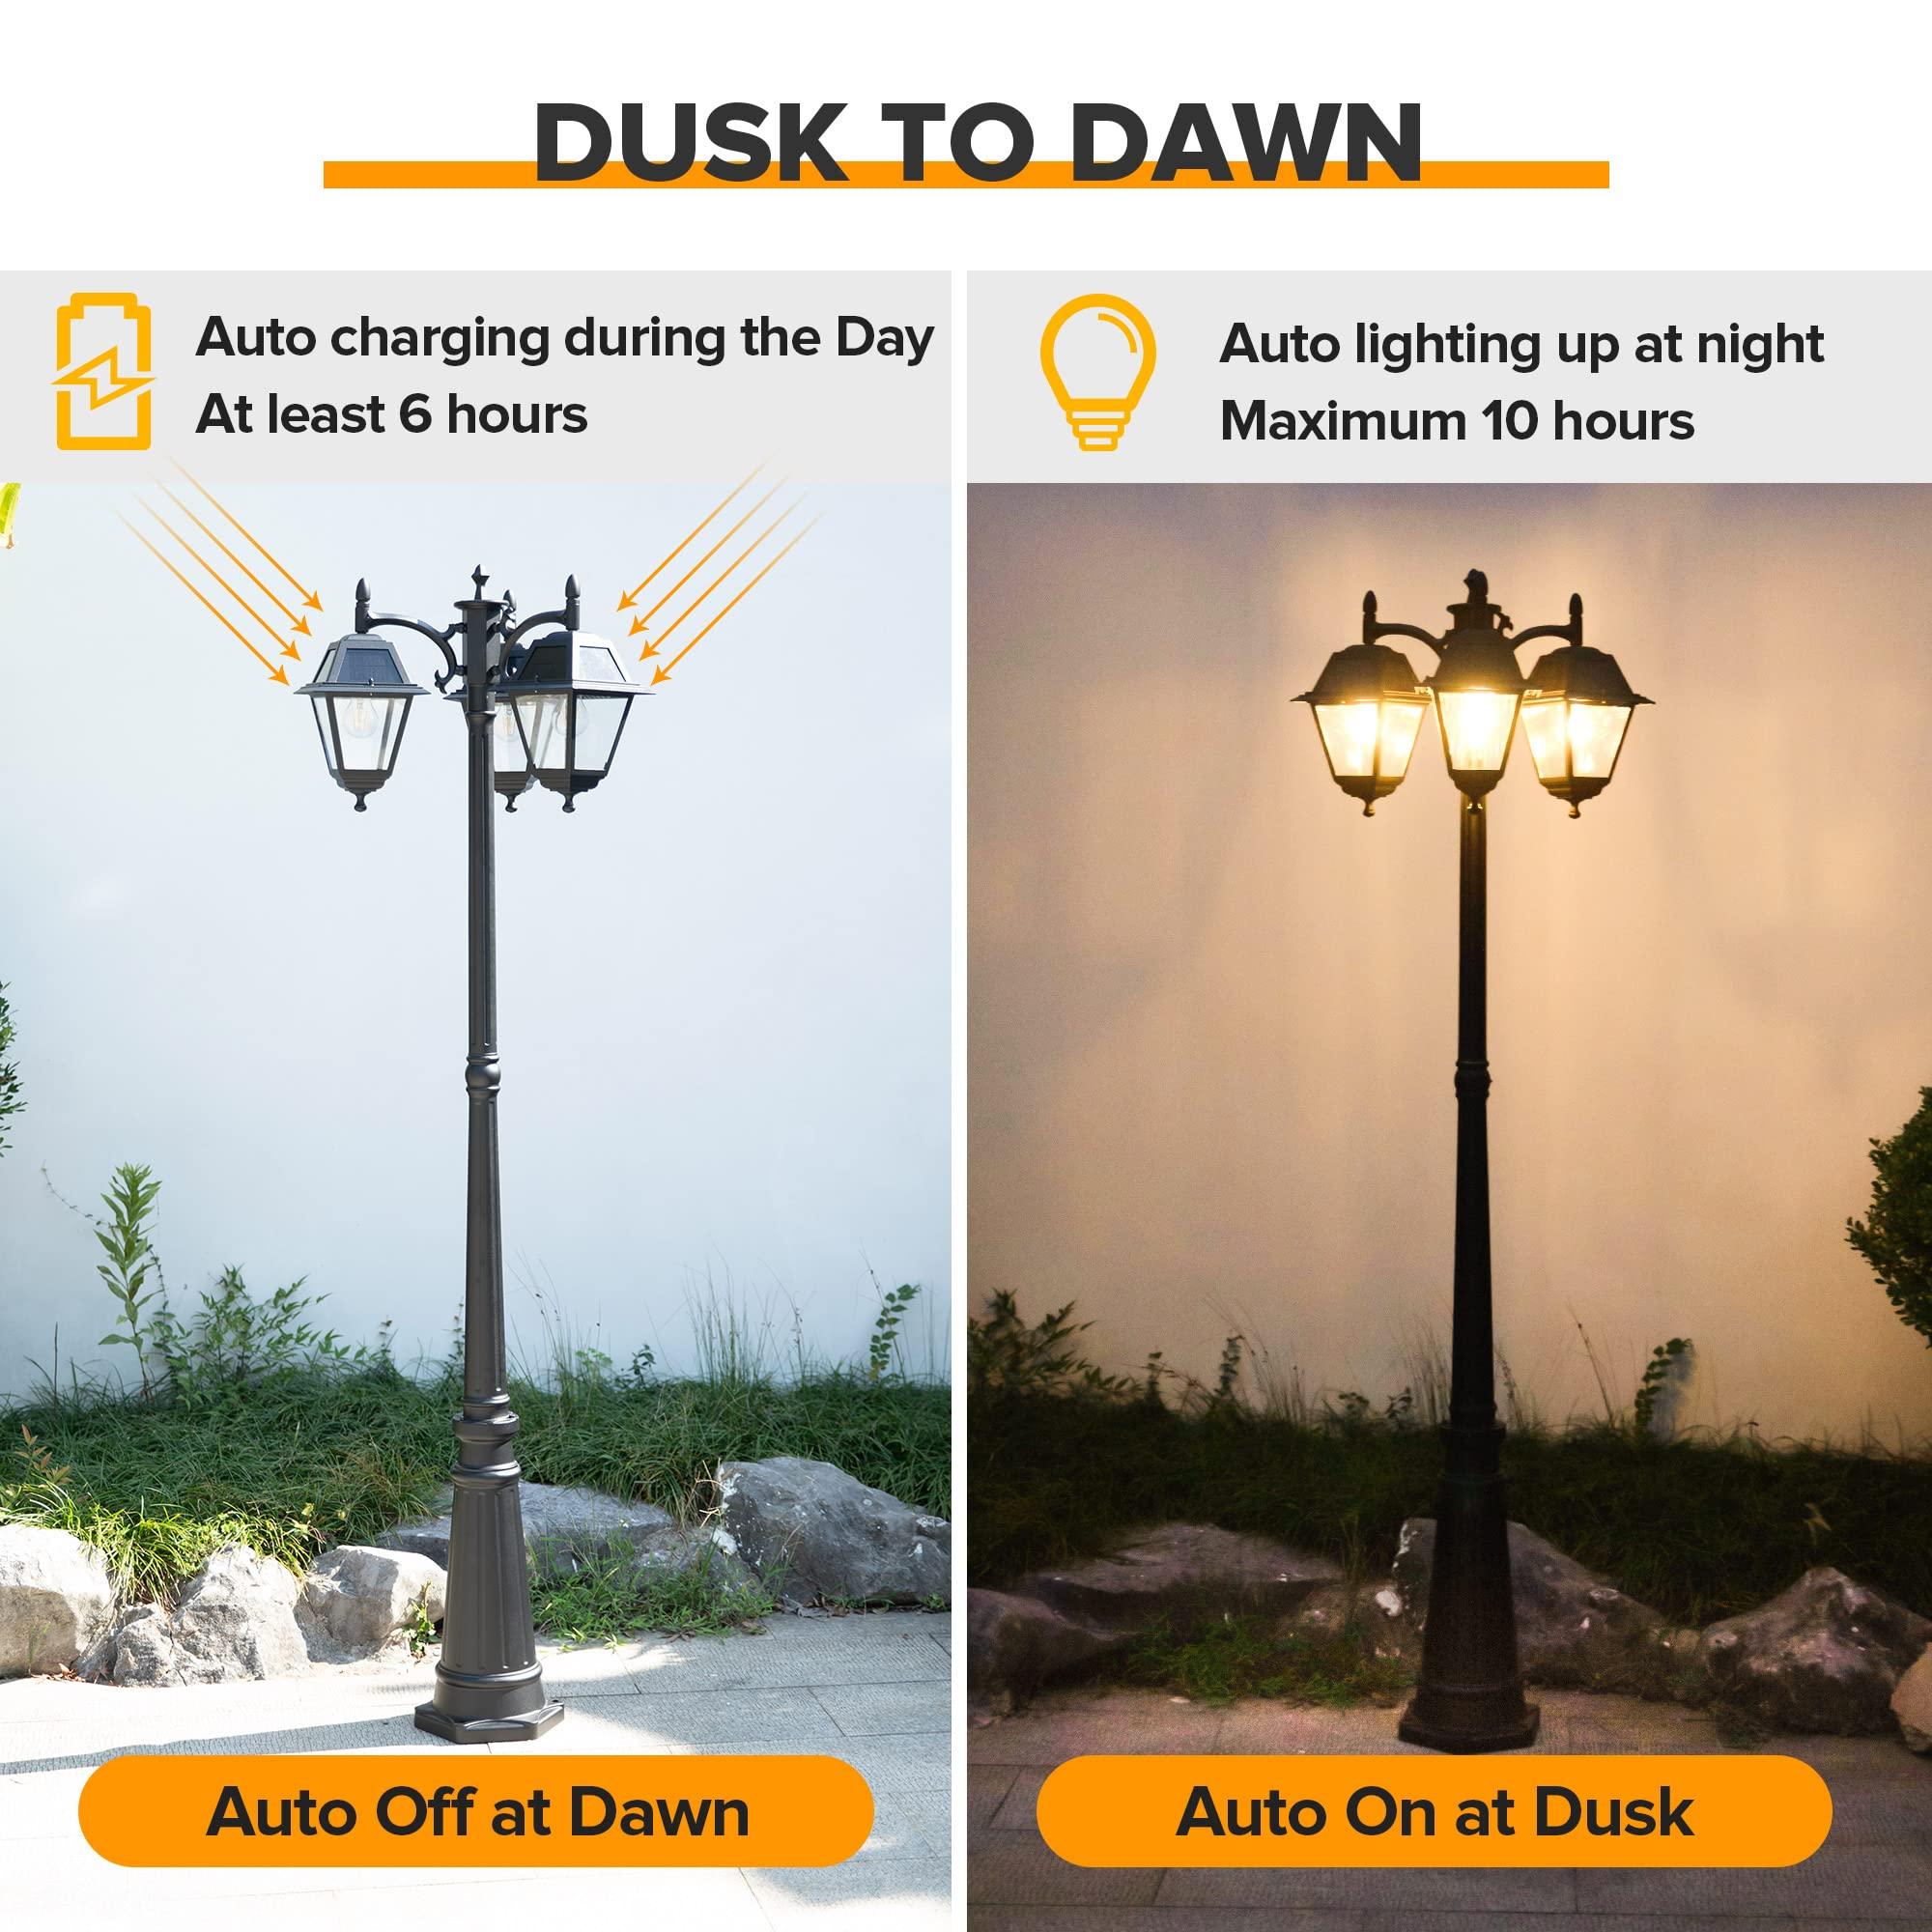 DUSK TO DAWN
Auto charging during the Day
At least 6 hours
Auto lighting up at night
Maximum 10 hours
Auto Off at Dawn
Auto On at Dusk